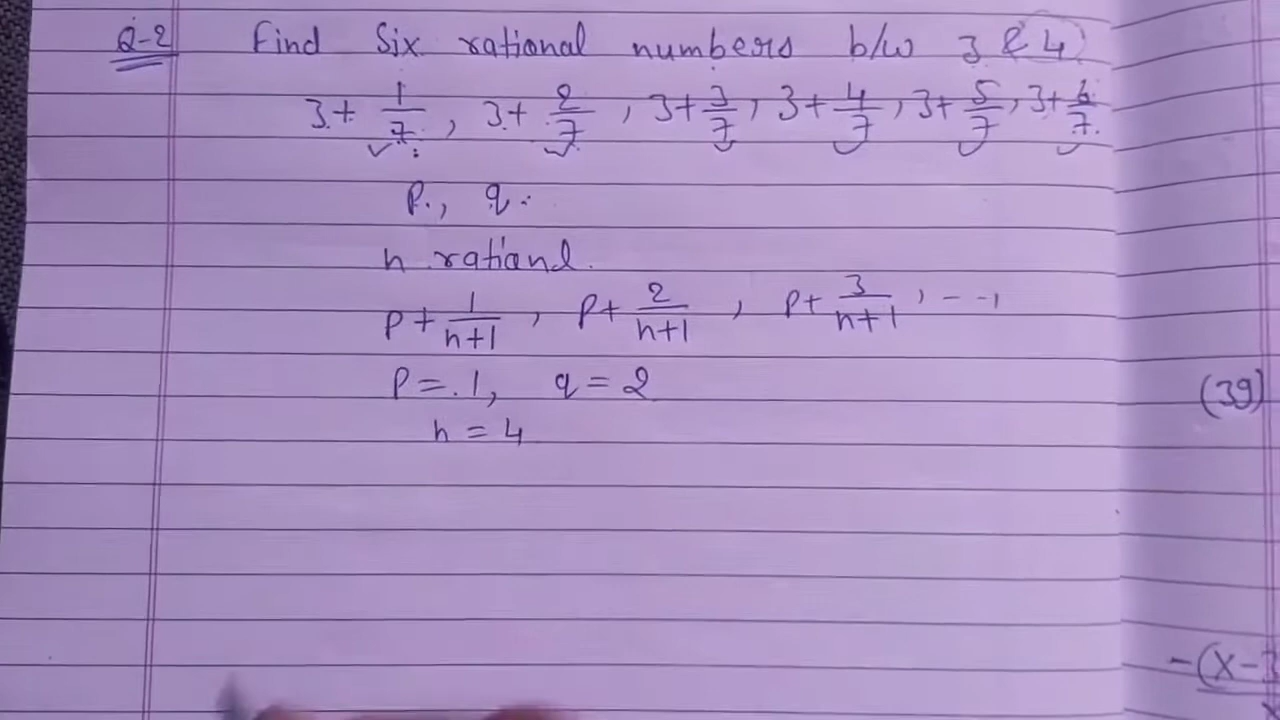 Q-2 Find Six rational numbers b/w 3 & 4
3+ 1/7, 3+ 2/7, 3+ 3/7, 3+ 4/7, 3+ 5/7, 3+ 6/7.
p., q.
n rational.
p + 1/n+1, p + 2/n+1, p + 3/n+1, - - ,
p = 1, q = 2
(39)
n = 4
-(x-3